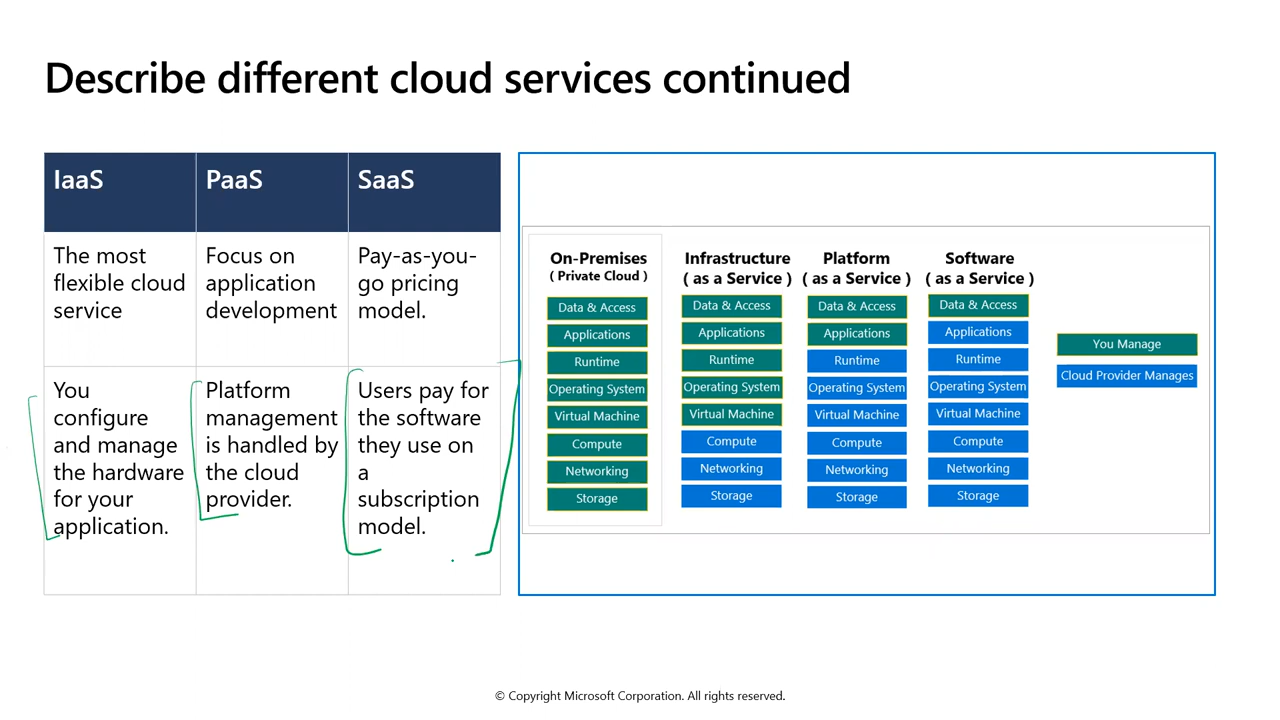 Describe different cloud services continued
IaaS
PaaS
SaaS
The most
flexible cloud
service
Focus on
application
development
Pay-as-you-
go pricing
model.
You
configure
and manage
the hardware
for your
application.
Platform
management
is handled by
the cloud
provider.
Users pay for
the software
they use on
a
subscription
model.
On-Premises
( Private Cloud )
Data & Access
Applications
Runtime
Operating System
Virtual Machine
Compute
Networking
Storage
Infrastructure
( as a Service )
Data & Access
Applications
Runtime
Operating System
Virtual Machine
Compute
Networking
Storage
Platform
( as a Service )
Data & Access
Applications
Runtime
Operating System
Virtual Machine
Compute
Networking
Storage
Software
( as a Service )
Data & Access
Applications
Runtime
Operating System
Virtual Machine
Compute
Networking
Storage
You Manage
Cloud Provider Manages
© Copyright Microsoft Corporation. All rights reserved.